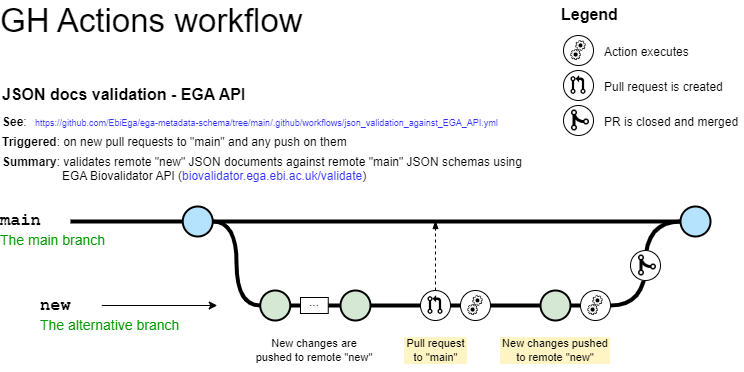 GH Actions workflow
Legend
Action executes
Pull request is created
PR is closed and merged
JSON docs validation - EGA API
See: https://github.com/EbiEga/ega-metadata-schema/tree/main/.github/workflows/json_validation_against_EGA_API.yml
Triggered: on new pull requests to "main" and any push on them
Summary: validates remote "new" JSON documents against remote "main" JSON schemas using
EGA Biovalidator API (biovalidator.ega.ebi.ac.uk/validate)
main
The main branch
new
The alternative branch
...
New changes are
pushed to remote "new"
Pull request
to "main"
New changes pushed
to remote "new"